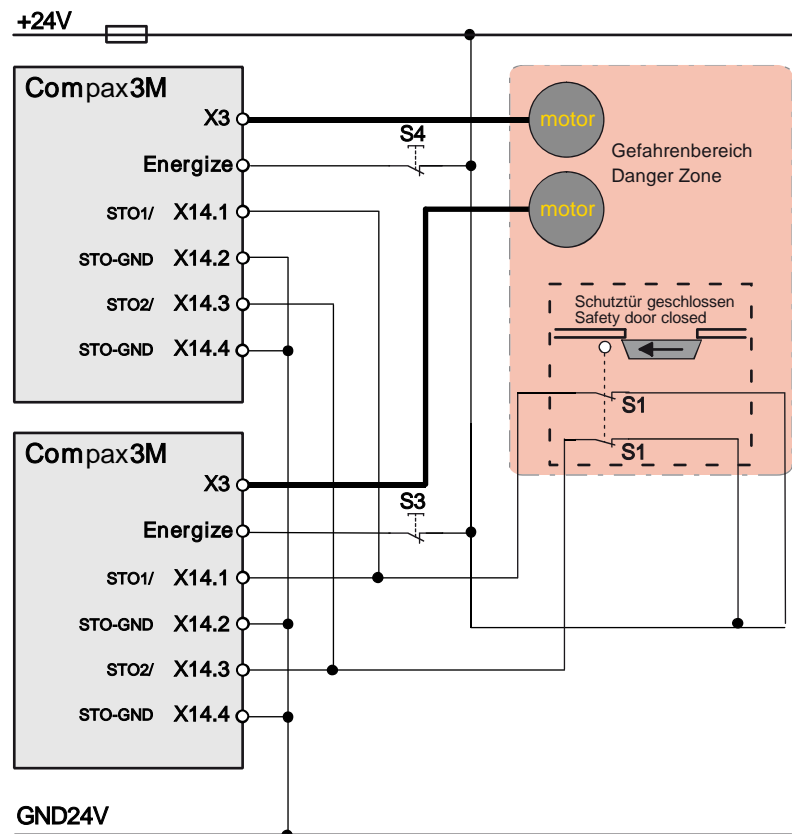 +24V
Compax3M
X3
Energize
STO1/ X14.1
STO-GND X14.2
STO2/ X14.3
STO-GND X14.4
S4
motor
motor
Gefahrenbereich
Danger Zone
Schutztür geschlossen
Safety door closed
S1
S1
Compax3M
X3
Energize
STO1/ X14.1
STO-GND X14.2
STO2/ X14.3
STO-GND X14.4
S3
GND24V